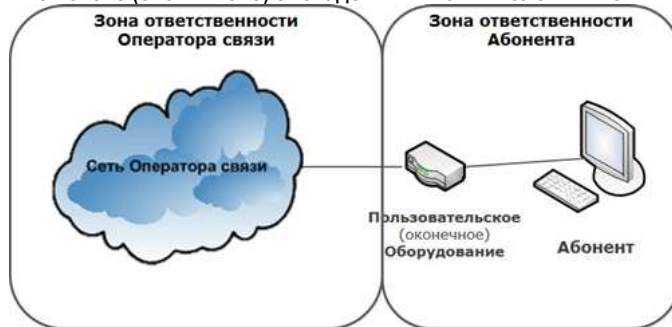 Зона ответственности
Оператора связи
Зона ответственности
Абонента
Сеть Оператора связи
Пользовательское
(оконечное)
Оборудование
Абонент